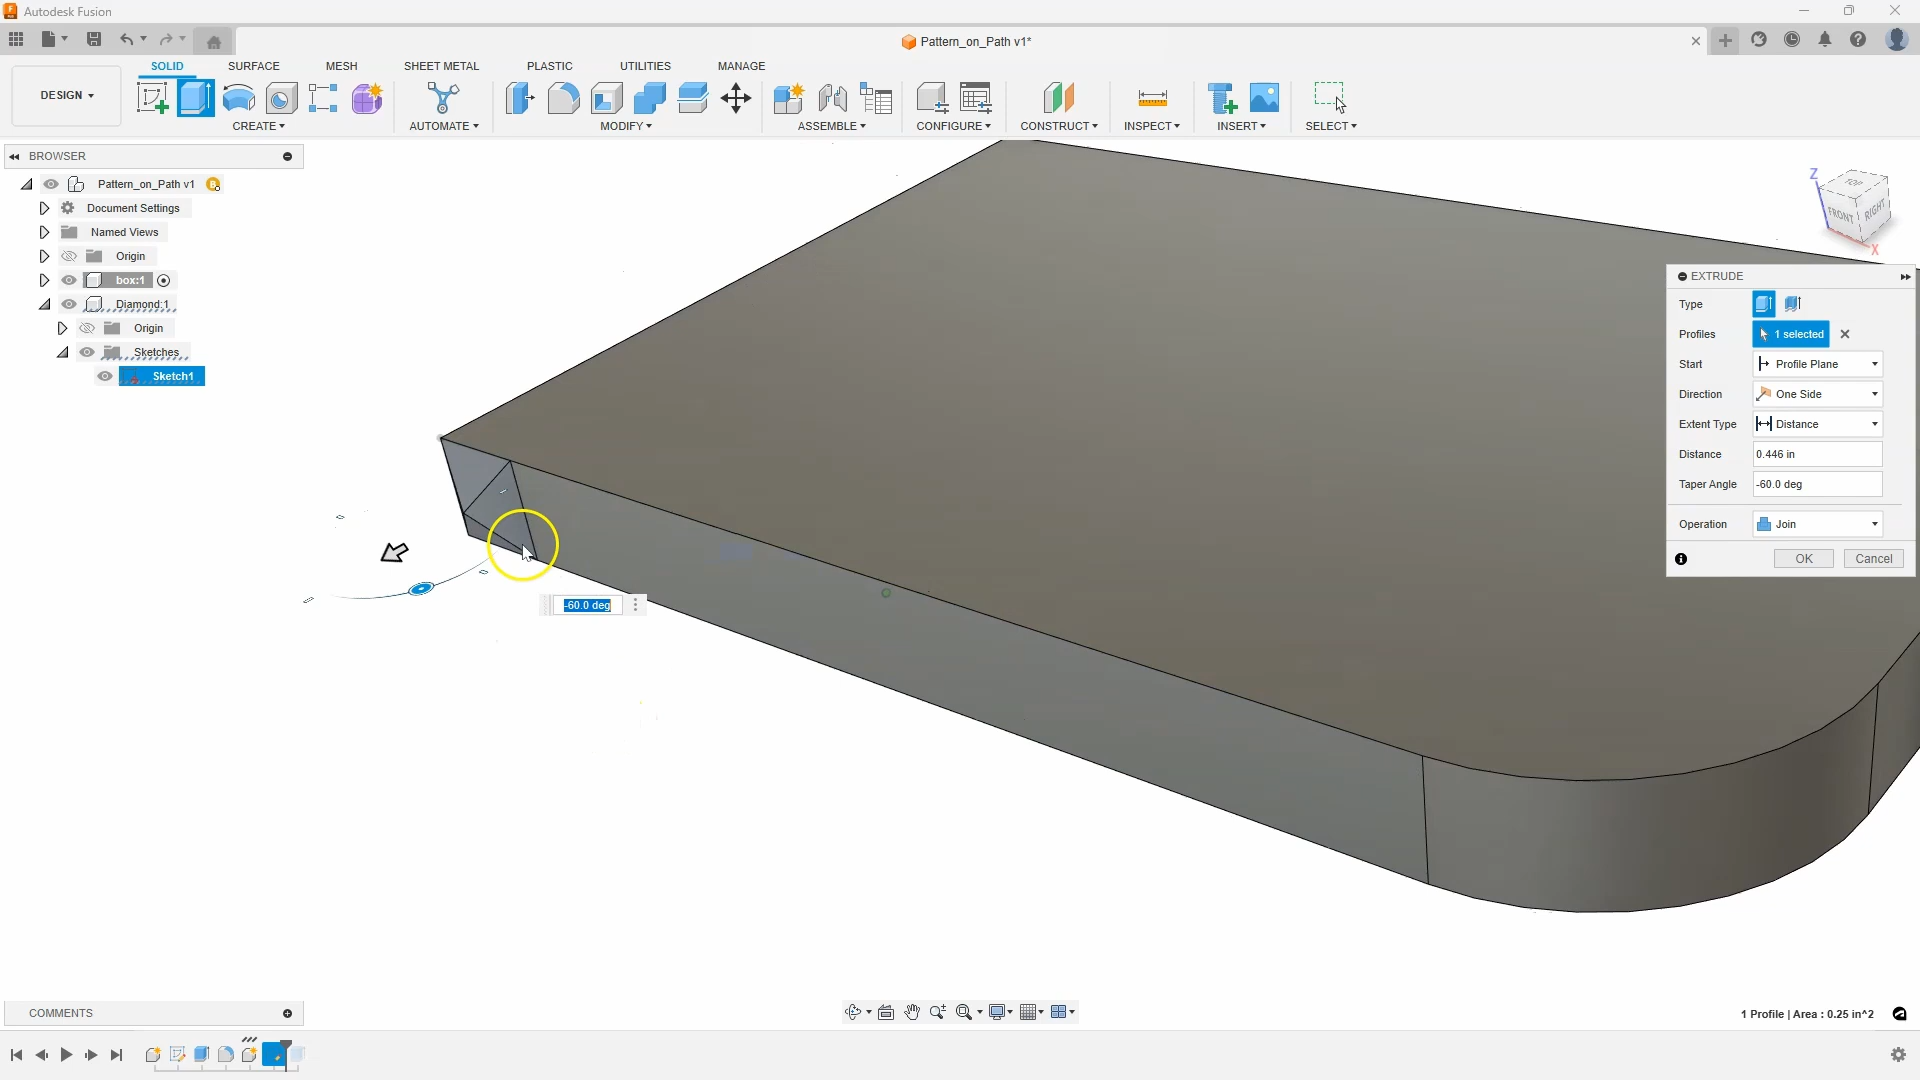 Autodesk Fusion
Pattern_on_Path v1*
DESIGN
SOLID
SURFACE
MESH
SHEET METAL
PLASTIC
UTILITIES
MANAGE
CREATE
AUTOMATE
MODIFY
ASSEMBLE
CONFIGURE
CONSTRUCT
INSPECT
INSERT
SELECT
BROWSER
Pattern_on_Path v1
Document Settings
Named Views
Origin
box:1
Diamond:1
Origin
Sketches
Sketch1
Z
TOP
FRONT
RIGHT
X
EXTRUDE
Type
Profiles 1 selected
Start Profile Plane
Direction One Side
Extent Type Distance
Distance 0.446 in
Taper Angle -60.0 deg
Operation Join
OK Cancel
-60.0 deg
COMMENTS
1 Profile | Area : 0.25 in^2